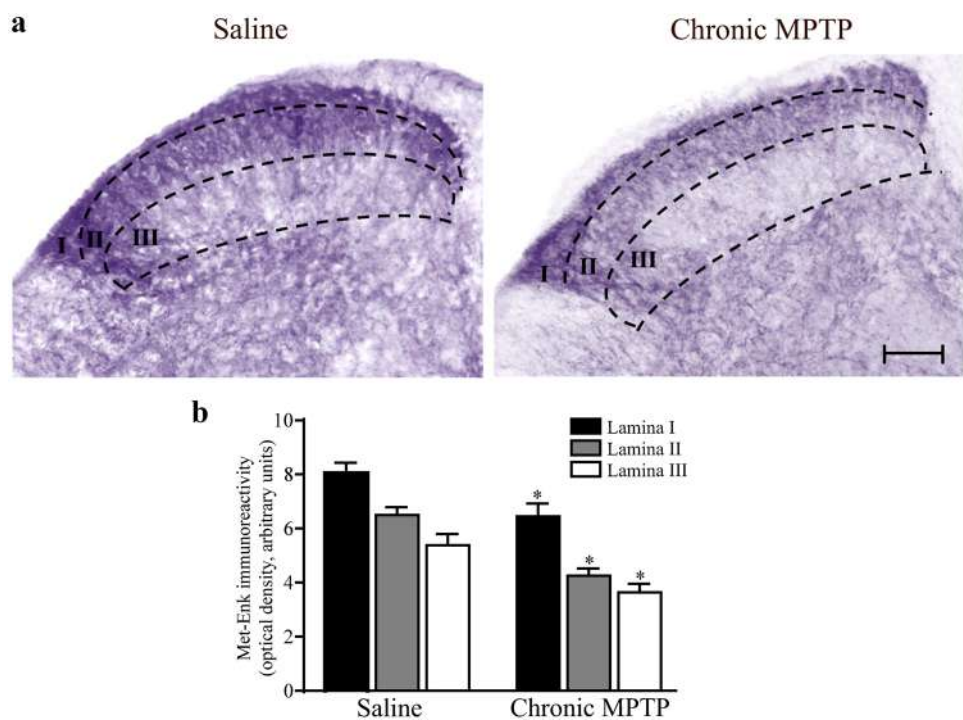 a
Saline
Chronic MPTP
I II III
I II III
b
Met-Enk immunoreactivity
(optical density, arbitrary units)
10
8
6
4
2
0
Lamina I
Lamina II
Lamina III
*
*
*
Saline
Chronic MPTP